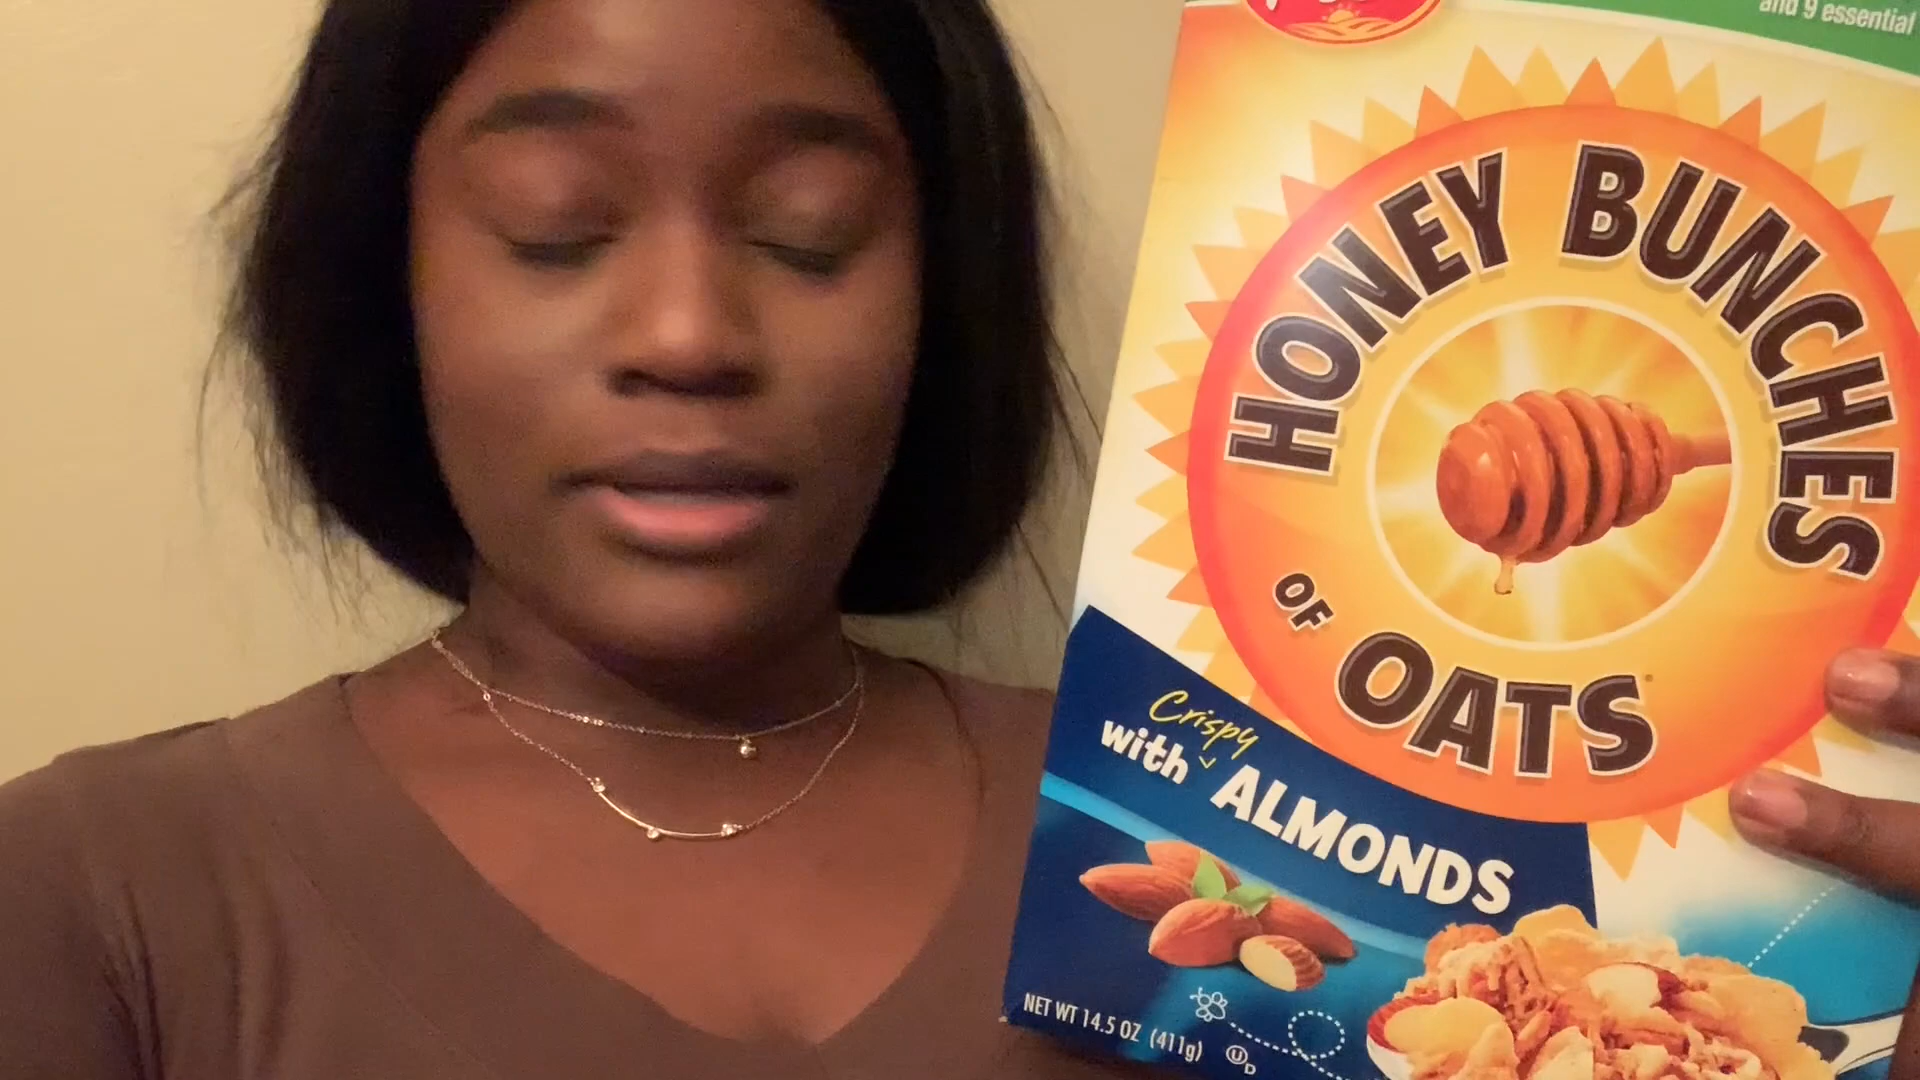 and 9 essential
HONEY BUNCHES
OF OATS
with Crispy ALMONDS
NET WT 14.5 OZ (411g)
U D